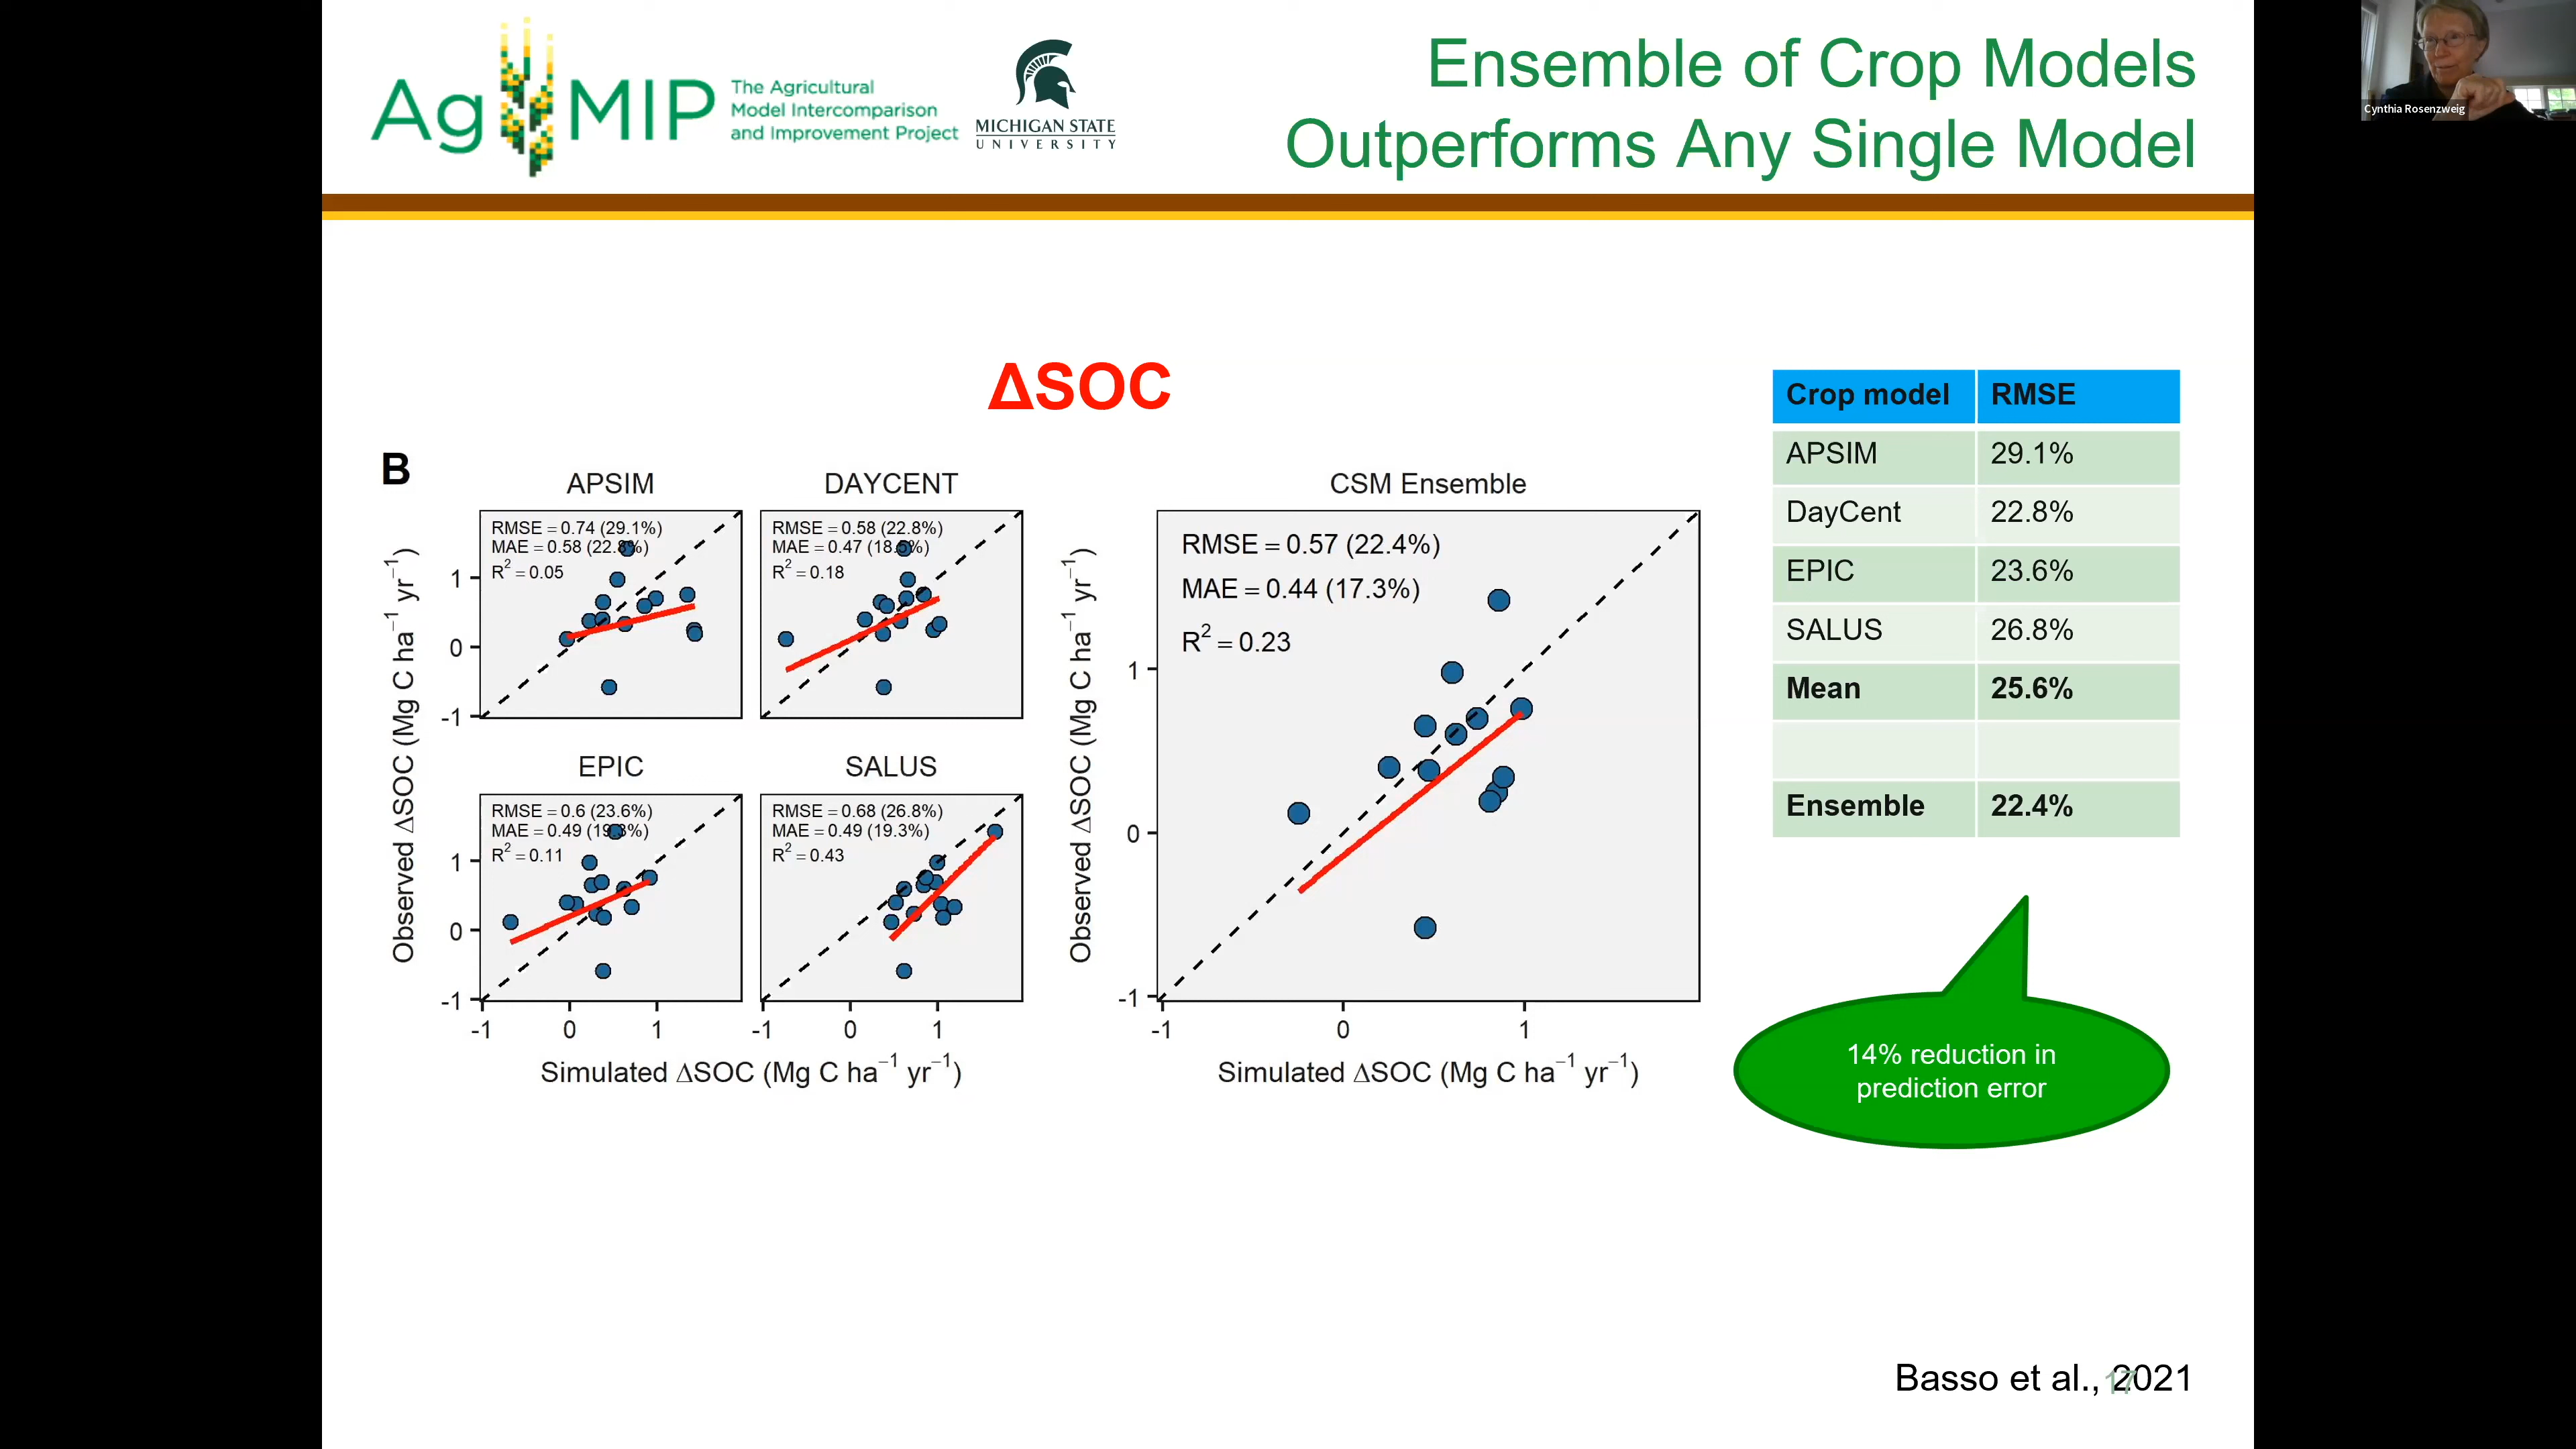 AgMIP
The Agricultural
Model Intercomparison
and Improvement Project
MICHIGAN STATE
UNIVERSITY
Ensemble of Crop Models
Outperforms Any Single Model
Cynthia Rosenzweig
ΔSOC
B
APSIM
RMSE = 0.74 (29.1%)
MAE = 0.58 (22.8%)
R² = 0.05
DAYCENT
RMSE = 0.58 (22.8%)
MAE = 0.47 (18.5%)
R² = 0.18
EPIC
RMSE = 0.6 (23.6%)
MAE = 0.49 (19.3%)
R² = 0.11
SALUS
RMSE = 0.68 (26.8%)
MAE = 0.49 (19.3%)
R² = 0.43
Observed ΔSOC (Mg C ha⁻¹ yr⁻¹)
1
0
-1
1
0
-1
-1 0 1
-1 0 1
Simulated ΔSOC (Mg C ha⁻¹ yr⁻¹)
CSM Ensemble
RMSE = 0.57 (22.4%)
MAE = 0.44 (17.3%)
R² = 0.23
Observed ΔSOC (Mg C ha⁻¹ yr⁻¹)
1
0
-1
-1 0 1
Simulated ΔSOC (Mg C ha⁻¹ yr⁻¹)
Crop model RMSE
APSIM 29.1%
DayCent 22.8%
EPIC 23.6%
SALUS 26.8%
Mean 25.6%
Ensemble 22.4%
14% reduction in
prediction error
Basso et al., 2021
17